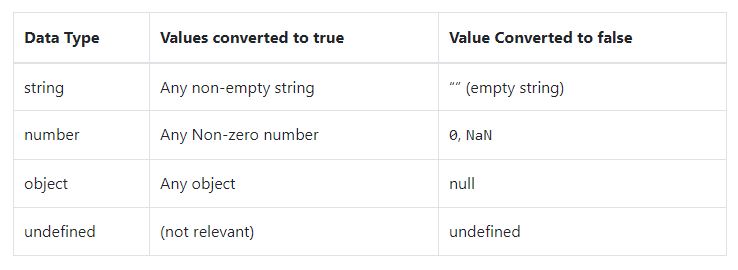 Data Type Values converted to true Value Converted to false
string Any non-empty string “” (empty string)
number Any Non-zero number 0, NaN
object Any object null
undefined (not relevant) undefined